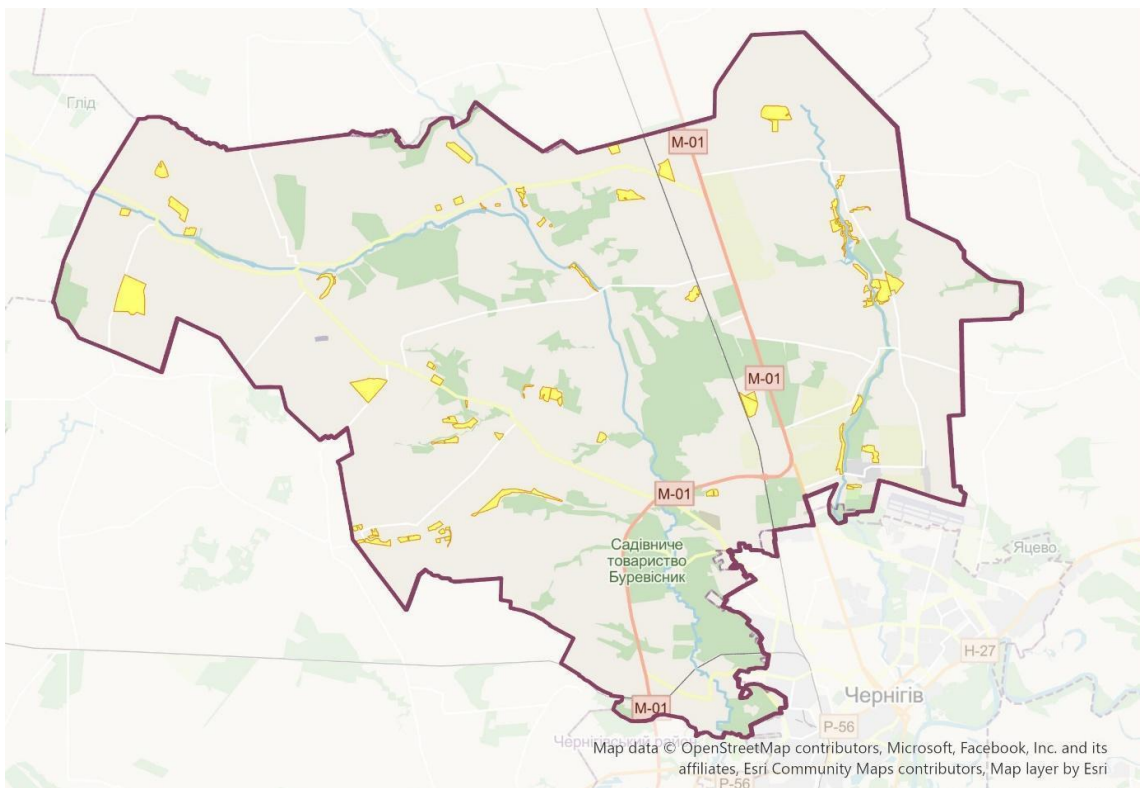 Глід
М-01
М-01
М-01
Садівниче
товариство
Буревісник
Яцево
Н-27
Чернігів
М-01
Р-56
Чернігівський район
Map data © OpenStreetMap contributors, Microsoft, Facebook, Inc. and its
affiliates, Esri Community Maps contributors, Map layer by Esri
Р-56